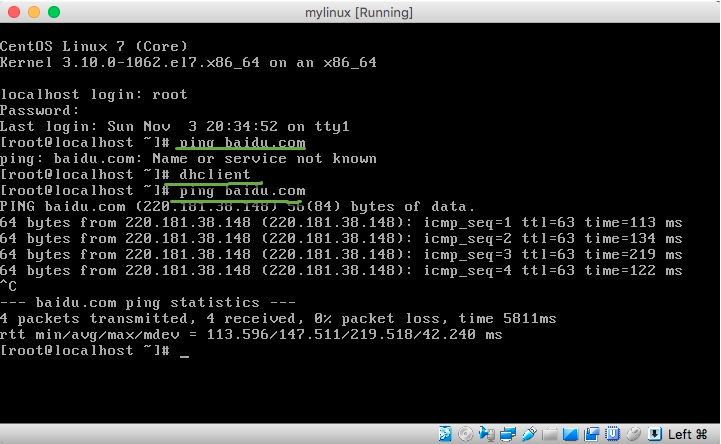 mylinux [Running]
CentOS Linux 7 (Core)
Kernel 3.10.0-1062.el7.x86_64 on an x86_64
localhost login: root
Password:
Last login: Sun Nov  3 20:34:52 on tty1
[root@localhost ~]# ping baidu.com
ping: baidu.com: Name or service not known
[root@localhost ~]# dhclient
[root@localhost ~]# ping baidu.com
PING baidu.com (220.181.38.148) 56(84) bytes of data.
64 bytes from 220.181.38.148 (220.181.38.148): icmp_seq=1 ttl=63 time=113 ms
64 bytes from 220.181.38.148 (220.181.38.148): icmp_seq=2 ttl=63 time=134 ms
64 bytes from 220.181.38.148 (220.181.38.148): icmp_seq=3 ttl=63 time=219 ms
64 bytes from 220.181.38.148 (220.181.38.148): icmp_seq=4 ttl=63 time=122 ms
^C
--- baidu.com ping statistics ---
4 packets transmitted, 4 received, 0% packet loss, time 5811ms
rtt min/avg/max/mdev = 113.596/147.511/219.518/42.240 ms
[root@localhost ~]# _
Left ⌘